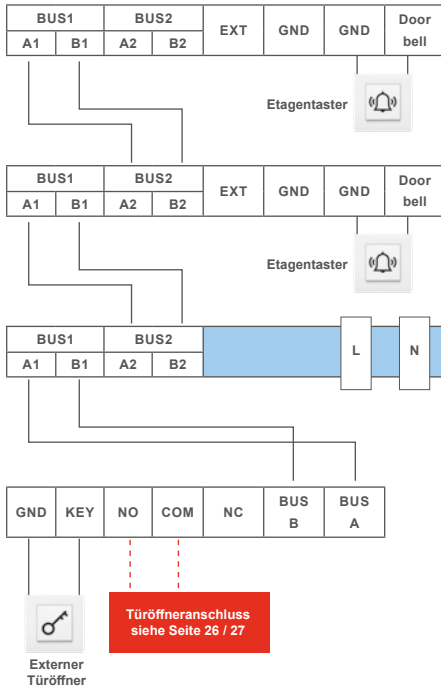 BUS1 BUS2 EXT GND GND Door bell
A1 B1 A2 B2
Etagentaster
BUS1 BUS2 EXT GND GND Door bell
A1 B1 A2 B2
Etagentaster
BUS1 BUS2 L N
A1 B1 A2 B2
GND KEY NO COM NC BUS B BUS A
Türöffneranschluss
siehe Seite 26 / 27
Externer
Türöffner